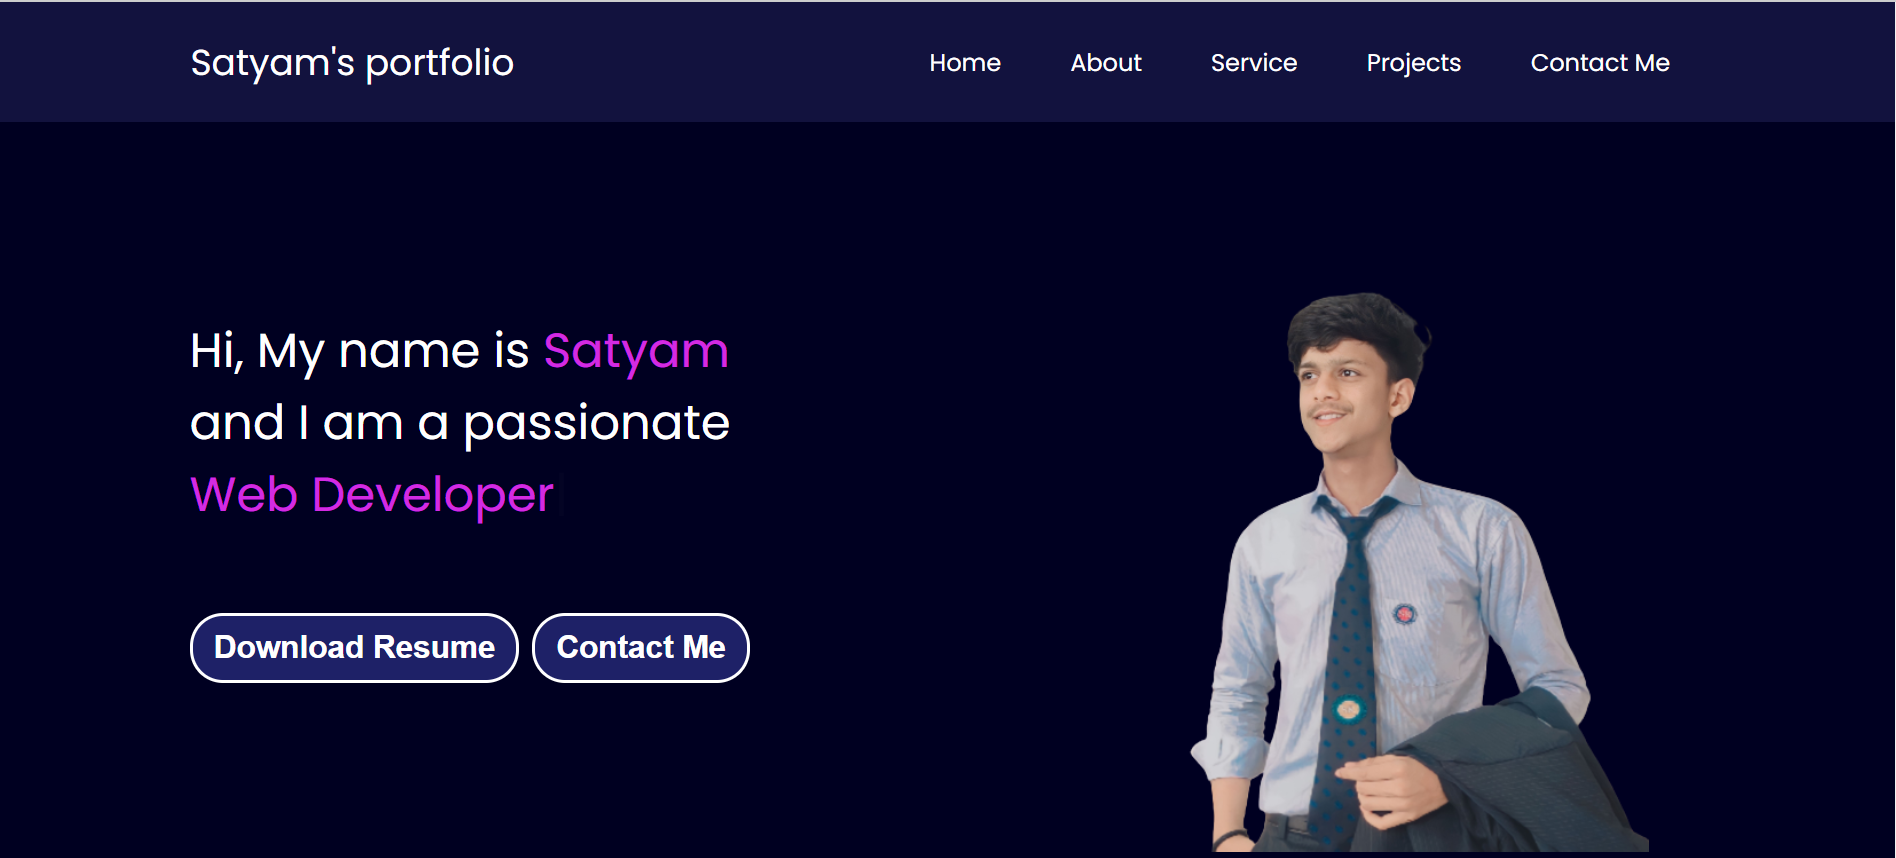 Satyam's portfolio
Home About Service Projects Contact Me
Hi, My name is Satyam
and I am a passionate
Web Developer
Download Resume Contact Me